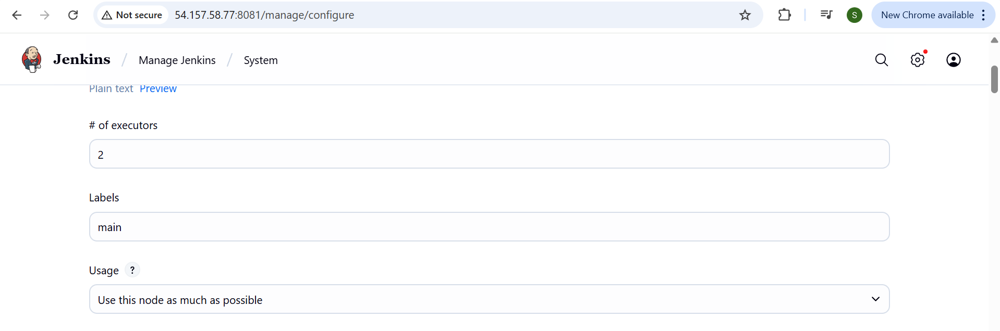 Not secure 54.157.58.77:8081/manage/configure S New Chrome available
Jenkins / Manage Jenkins / System
Plain text Preview
# of executors
2
Labels
main
Usage ?
Use this node as much as possible